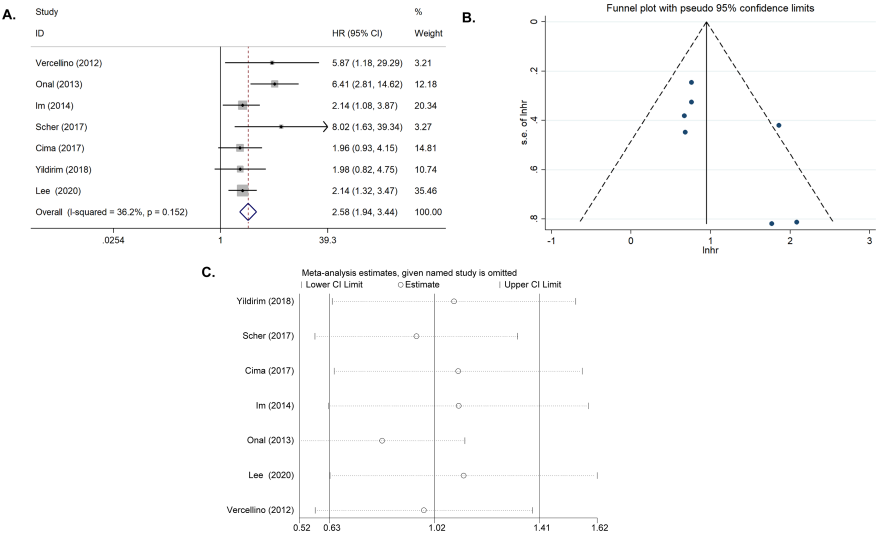 A.
Study %
ID HR (95% CI) Weight
Vercellino (2012) 5.87 (1.18, 29.29) 3.21
Onal (2013) 6.41 (2.81, 14.62) 12.18
Im (2014) 2.14 (1.08, 3.87) 20.34
Scher (2017) 8.02 (1.63, 39.34) 3.27
Cima (2017) 1.96 (0.93, 4.15) 14.81
Yildirim (2018) 1.98 (0.82, 4.75) 10.74
Lee (2020) 2.14 (1.32, 3.47) 35.46
Overall (I-squared = 36.2%, p = 0.152) 2.58 (1.94, 3.44) 100.00
.0254 1 39.3
B.
Funnel plot with pseudo 95% confidence limits
s.e. of lnhr
0
.2
.4
.6
.8
-1 0 1 2 3
lnhr
C.
Meta-analysis estimates, given named study is omitted
Lower CI Limit Estimate Upper CI Limit
Yildirim (2018)
Scher (2017)
Cima (2017)
Im (2014)
Onal (2013)
Lee (2020)
Vercellino (2012)
0.52 0.63 1.02 1.41 1.62